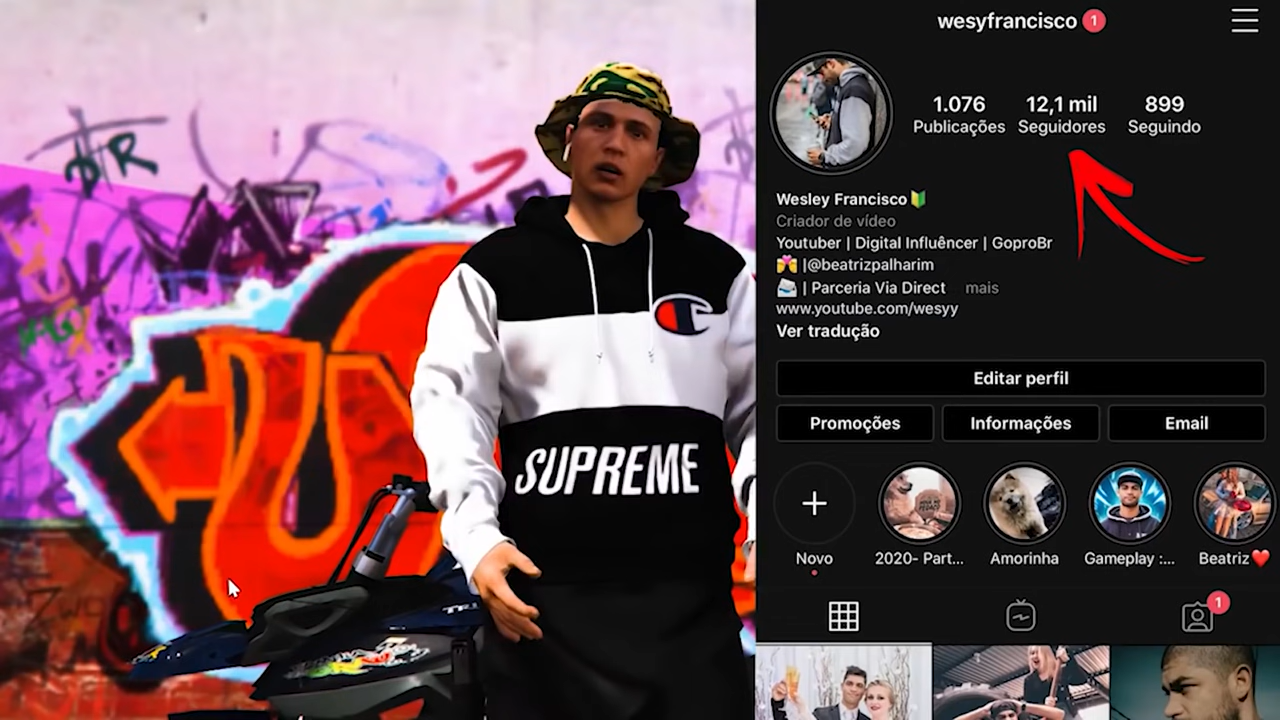 SUPREME
wesyfrancisco 1
1.076 12,1 mil 899
Publicações Seguidores Seguindo
Wesley Francisco
Criador de vídeo
Youtuber | Digital Influêncer | GoproBr
|@beatrizpalharim
| Parceria Via Direct mais
www.youtube.com/wesyy
Ver tradução
Editar perfil
Promoções Informações Email
Novo 2020- Part... Amorinha Gameplay :... Beatriz
1